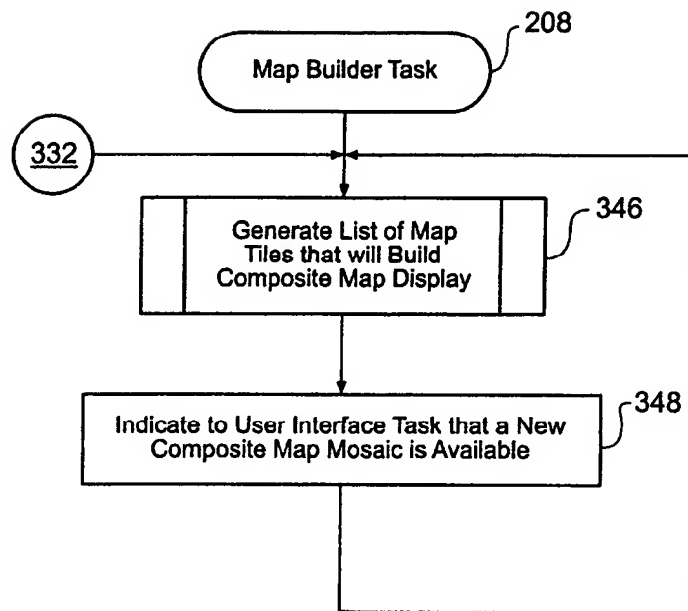 208
Map Builder Task
332
346
Generate List of Map
Tiles that will Build
Composite Map Display
348
Indicate to User Interface Task that a New
Composite Map Mosaic is Available